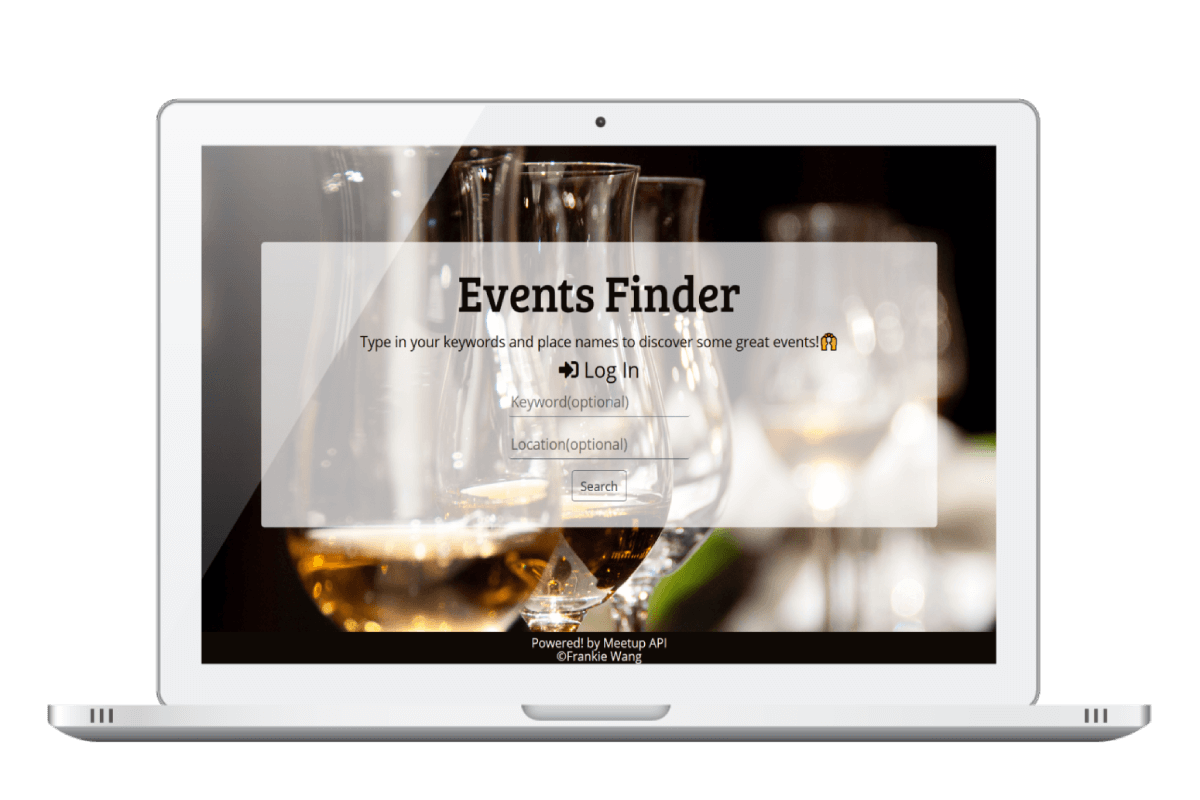 Events Finder
Type in your keywords and place names to discover some great events!🙌
Log In
Keyword(optional)
Location(optional)
Search
Powered! by Meetup API
©Frankie Wang